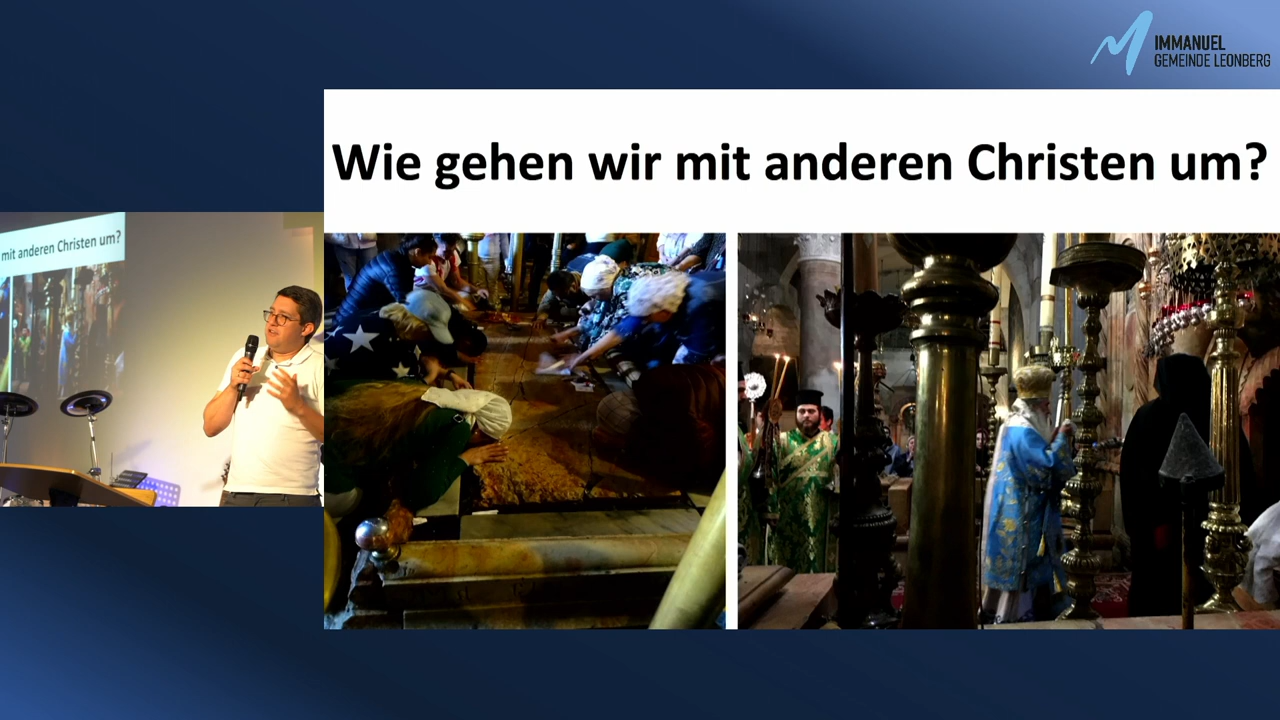 IMMANUEL
GEMEINDE LEONBERG
Wie gehen wir mit anderen Christen um?
mit anderen Christen um?